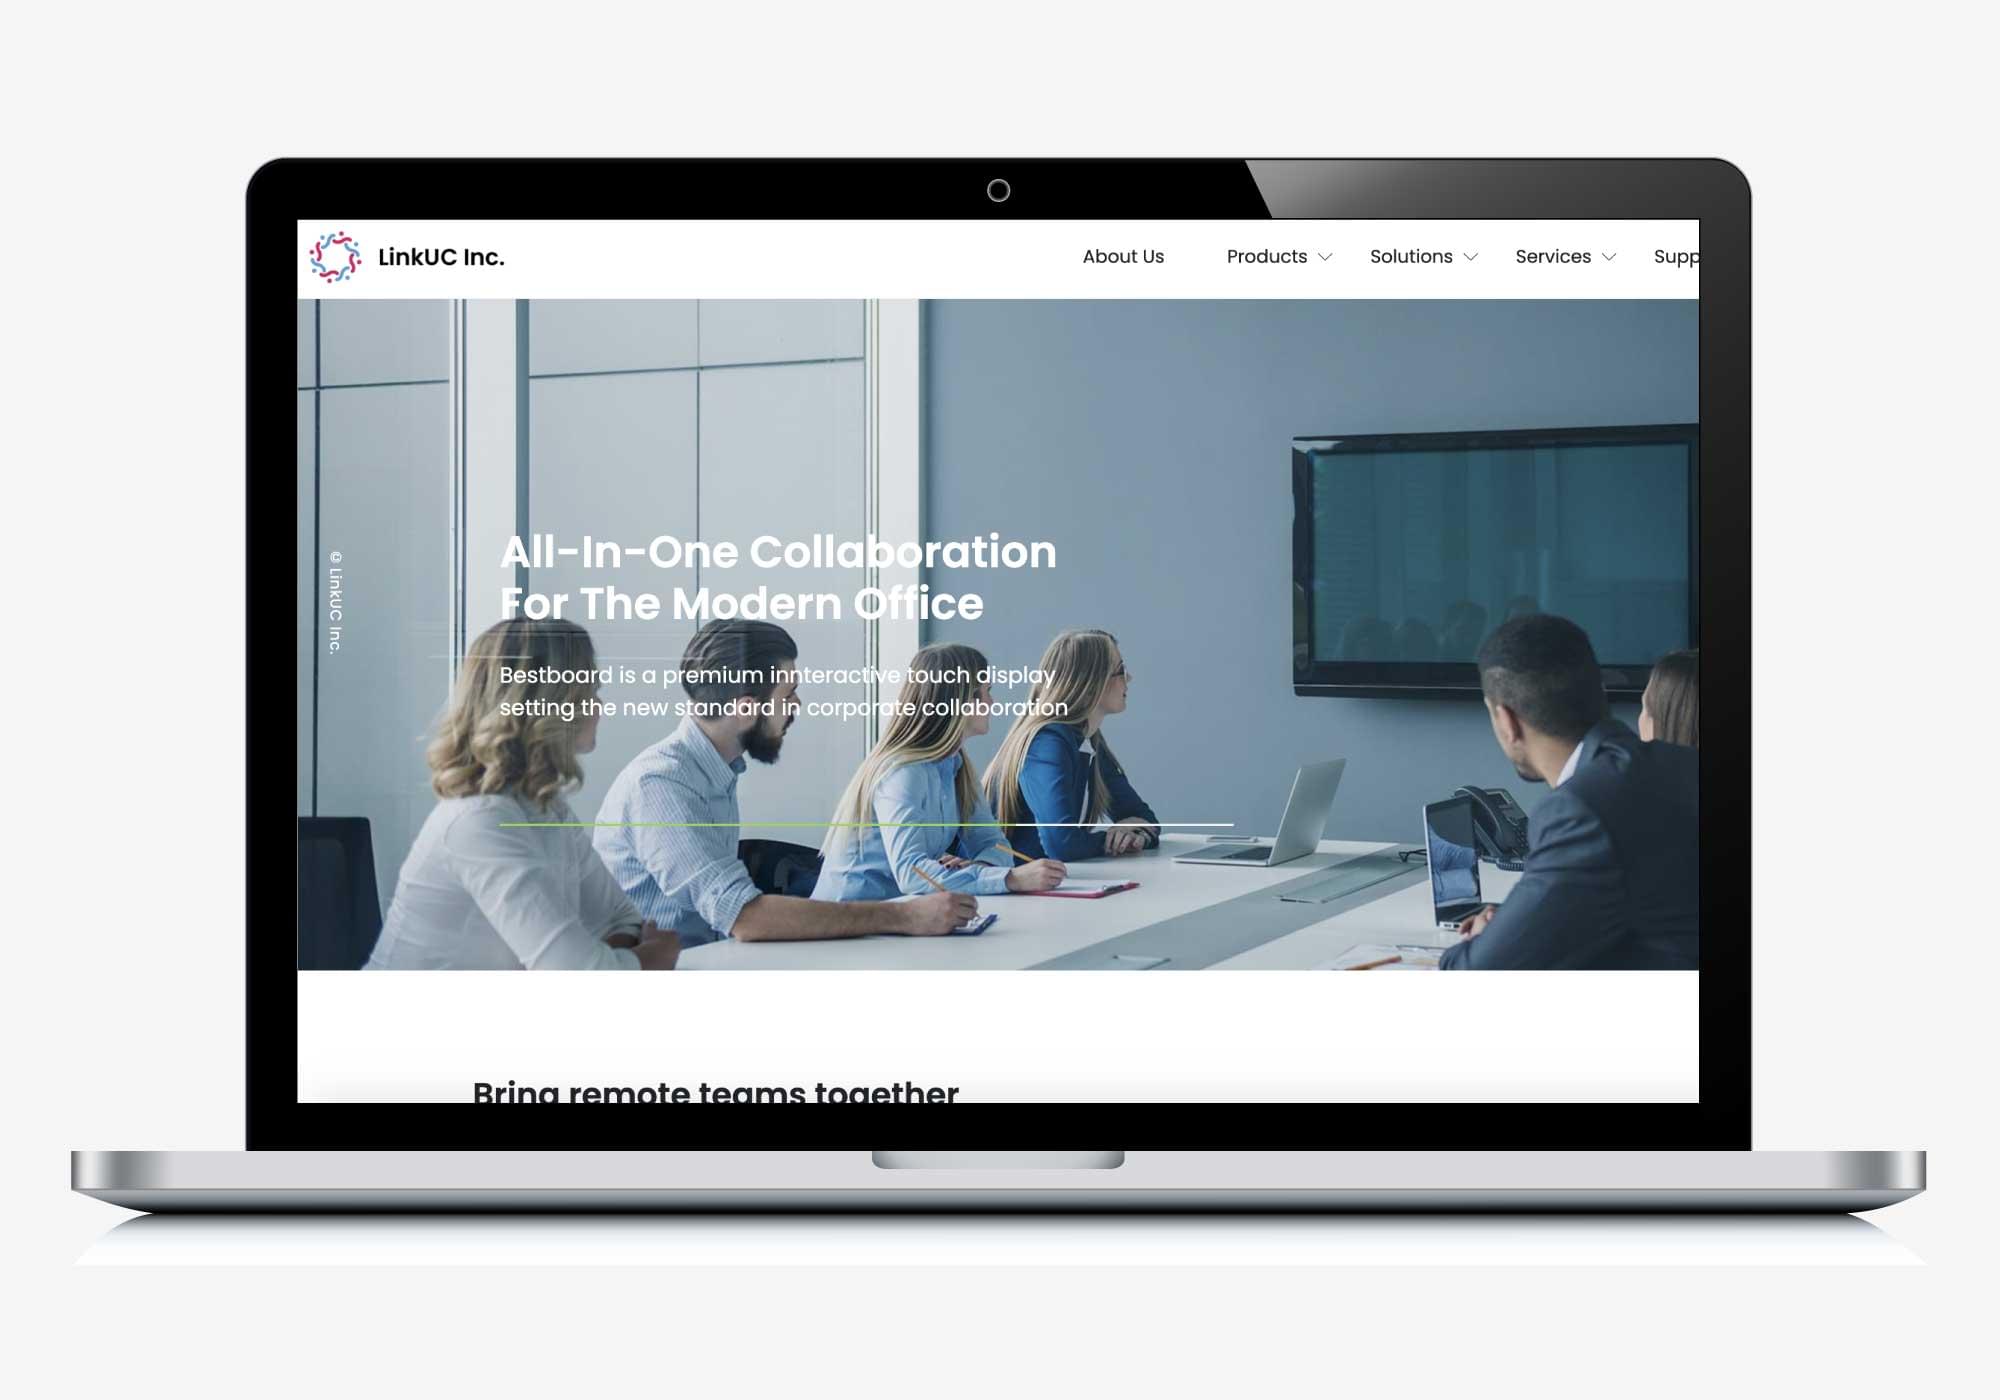 LinkUC Inc.
About Us Products Solutions Services Supp
All-In-One Collaboration
For The Modern Office
© LinkUC Inc.
Bestboard is a premium innteractive touch display
setting the new standard in corporate collaboration
Bring remote teams together